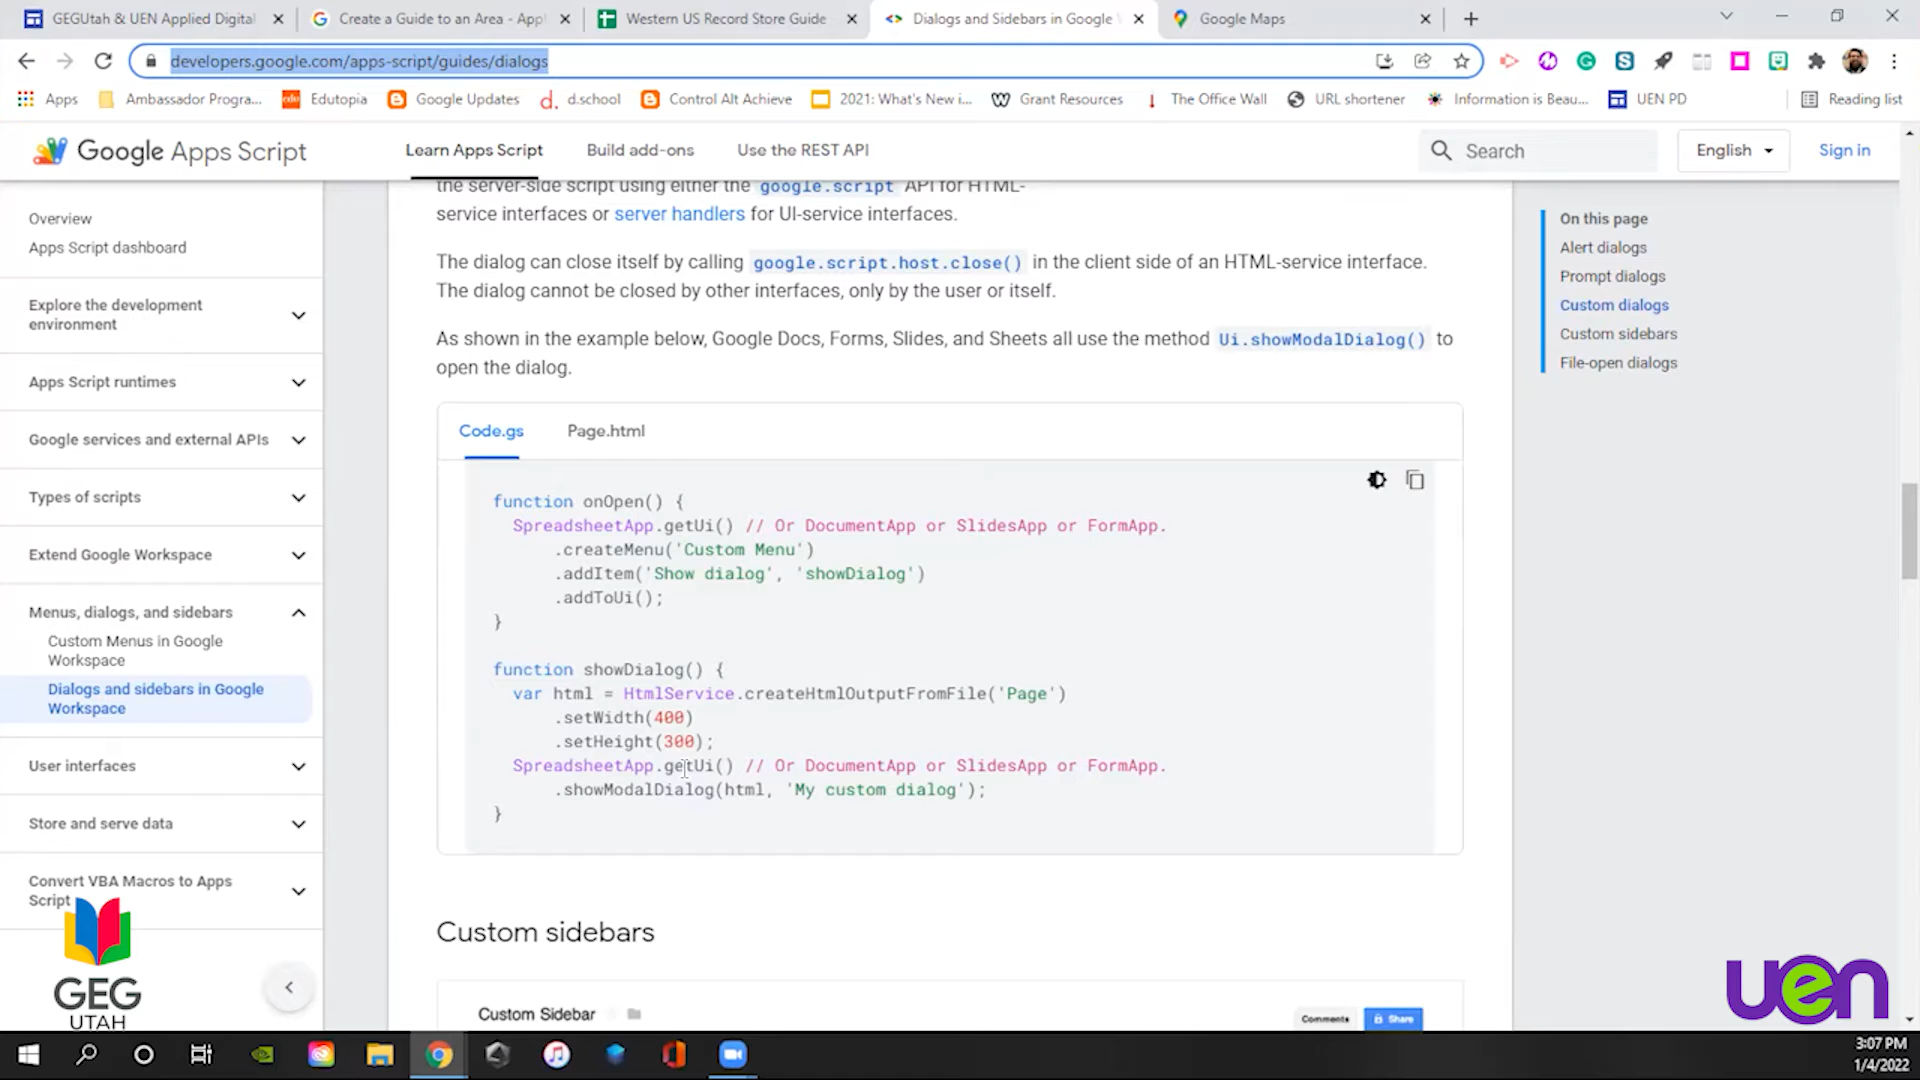 GEGUtah & UEN Applied Digital
Create a Guide to an Area - Appl
Western US Record Store Guide
Dialogs and Sidebars in Google
Google Maps
developers.google.com/apps-script/guides/dialogs
Apps
Ambassador Progra...
Edutopia
Google Updates
d.school
Control Alt Achieve
2021: What's New i...
Grant Resources
The Office Wall
URL shortener
Information is Beau...
UEN PD
Reading list
Google Apps Script
Learn Apps Script
Build add-ons
Use the REST API
Search
English
Sign in
Overview
Apps Script dashboard
Explore the development
environment
Apps Script runtimes
Google services and external APIs
Types of scripts
Extend Google Workspace
Menus, dialogs, and sidebars
Custom Menus in Google
Workspace
Dialogs and sidebars in Google
Workspace
User interfaces
Store and serve data
Convert VBA Macros to Apps
Script
the server-side script using either the google.script API for HTML-
service interfaces or server handlers for UI-service interfaces.
The dialog can close itself by calling google.script.host.close() in the client side of an HTML-service interface.
The dialog cannot be closed by other interfaces, only by the user or itself.
As shown in the example below, Google Docs, Forms, Slides, and Sheets all use the method Ui.showModalDialog() to
open the dialog.
Code.gs
Page.html
function onOpen() {
SpreadsheetApp.getUi() // Or DocumentApp or SlidesApp or FormApp.
.createMenu('Custom Menu')
.addItem('Show dialog', 'showDialog')
.addToUi();
}
function showDialog() {
var html = HtmlService.createHtmlOutputFromFile('Page')
.setWidth(400)
.setHeight(300);
SpreadsheetApp.getUi() // Or DocumentApp or SlidesApp or FormApp.
.showModalDialog(html, 'My custom dialog');
}
Custom sidebars
Custom Sidebar
Comments
Share
On this page
Alert dialogs
Prompt dialogs
Custom dialogs
Custom sidebars
File-open dialogs
GEG
UTAH
uen
3:07 PM
1/4/2022